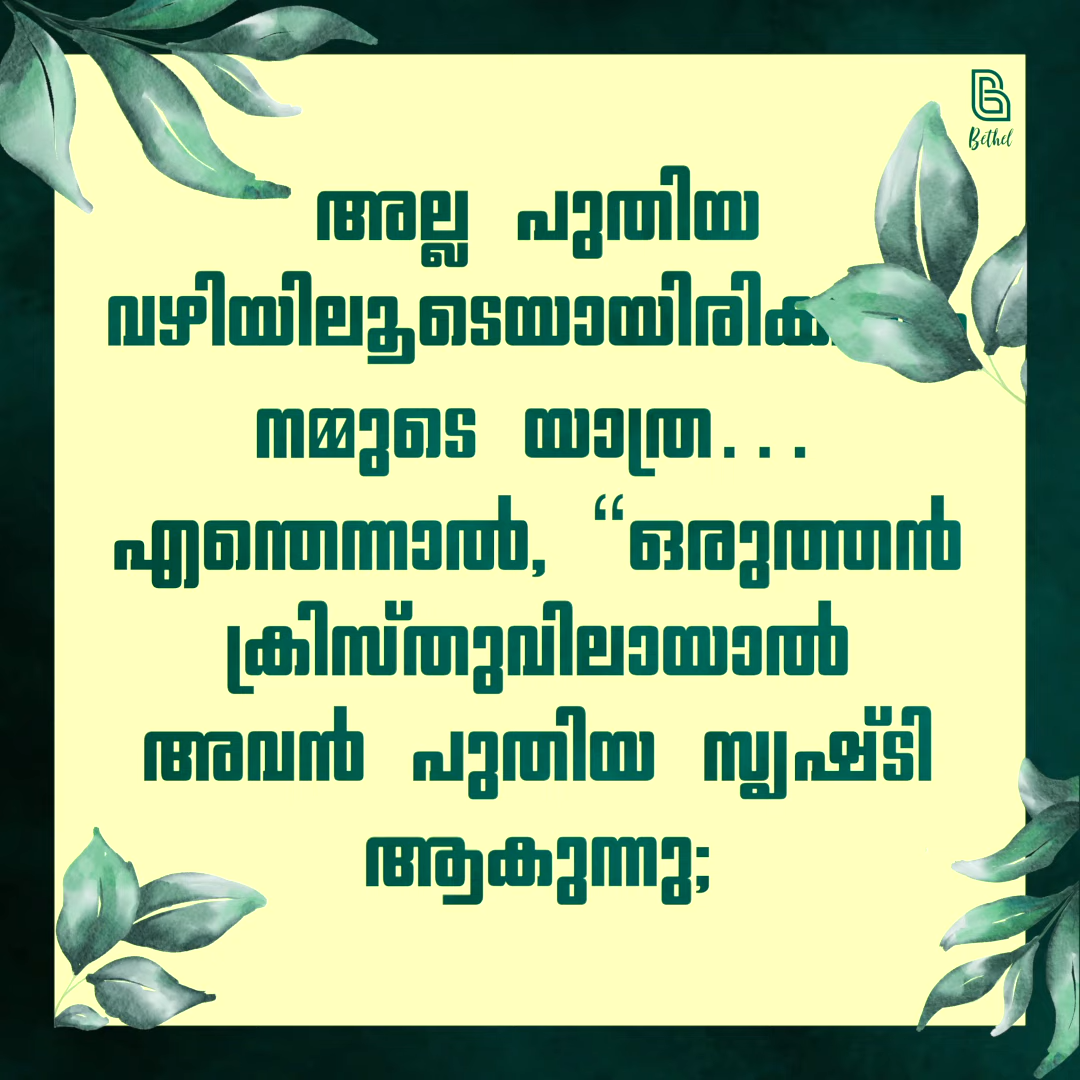 Bethel
അല്ല പുതിയ
വഴിയിലൂടെയായിരിക്ക
നമ്മുടെ യാത്ര...
എന്തെന്നാൽ, “ഒരുത്തൻ
ക്രിസ്തുവിലായാൽ
അവൻ പുതിയ സൃഷ്ടി
ആകുന്നു;